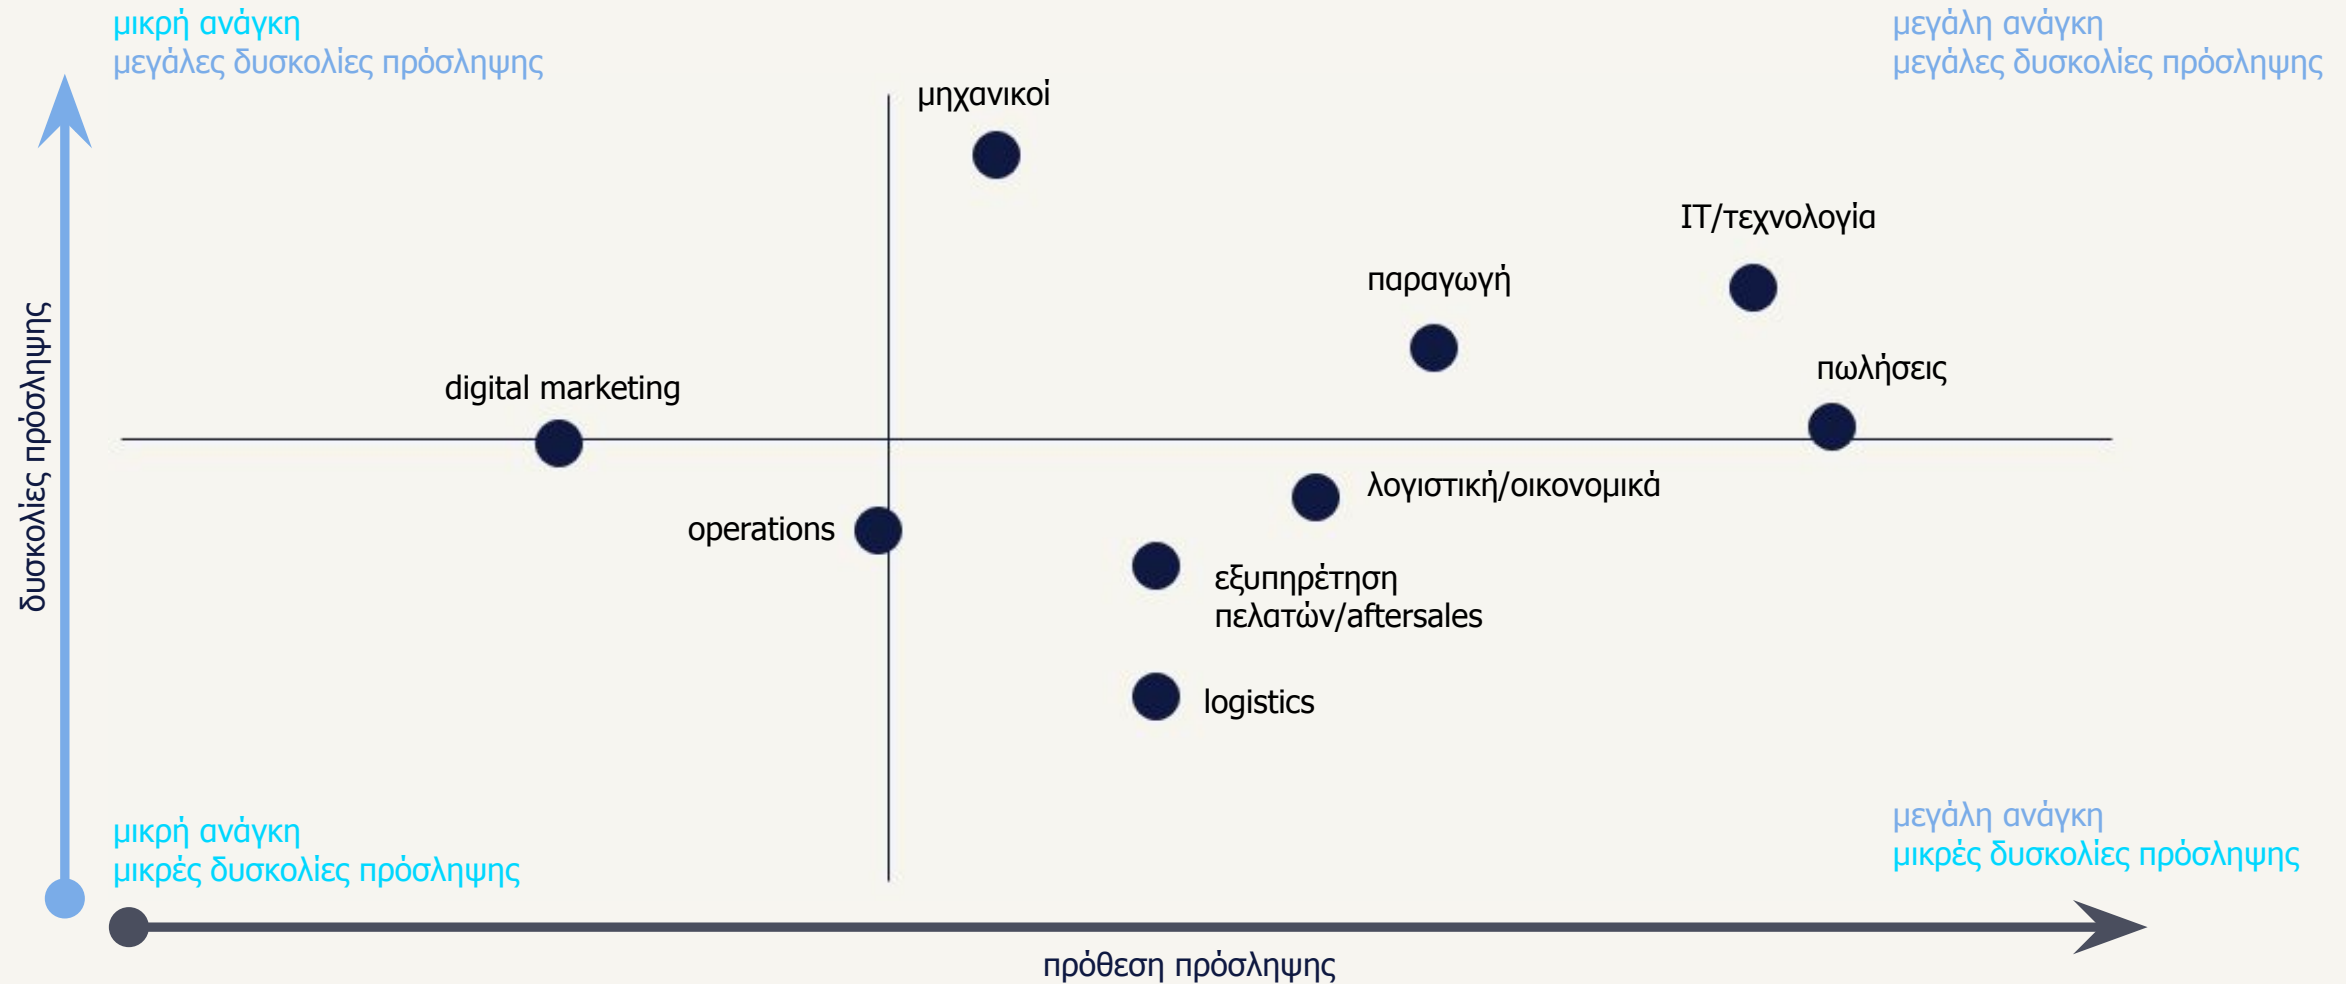 μικρή ανάγκη
μεγάλες δυσκολίες πρόσληψης
μεγάλη ανάγκη
μεγάλες δυσκολίες πρόσληψης
μηχανικοί
IT/τεχνολογία
παραγωγή
πωλήσεις
digital marketing
λογιστική/οικονομικά
operations
εξυπηρέτηση
πελατών/aftersales
logistics
δυσκολίες πρόσληψης
μικρή ανάγκη
μικρές δυσκολίες πρόσληψης
μεγάλη ανάγκη
μικρές δυσκολίες πρόσληψης
πρόθεση πρόσληψης